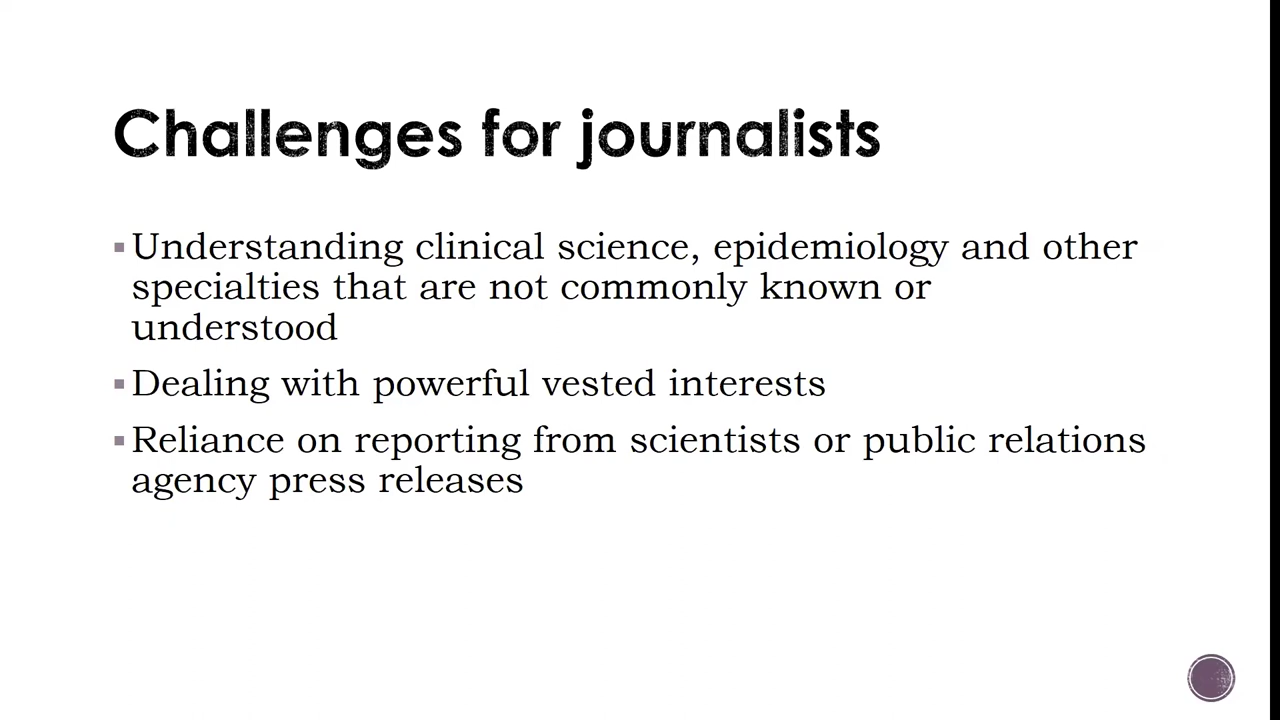 Challenges for journalists
Understanding clinical science, epidemiology and other
specialties that are not commonly known or
understood
Dealing with powerful vested interests
Reliance on reporting from scientists or public relations
agency press releases